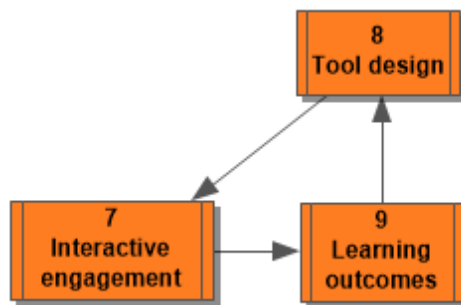 8
Tool design
7
Interactive
engagement
9
Learning
outcomes